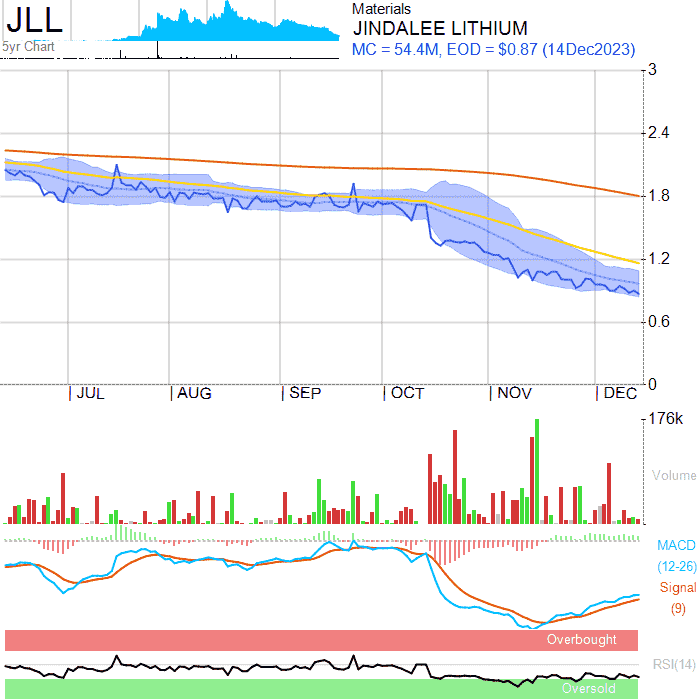 JLL
5yr Chart
Materials
JINDALEE LITHIUM
MC = 54.4M, EOD = $0.87 (14Dec2023)
3
2.4
1.8
1.2
0.6
0
JUL
AUG
SEP
OCT
NOV
DEC
176k
Volume
MACD
(12-26)
Signal
(9)
Overbought
RSI(14)
Oversold